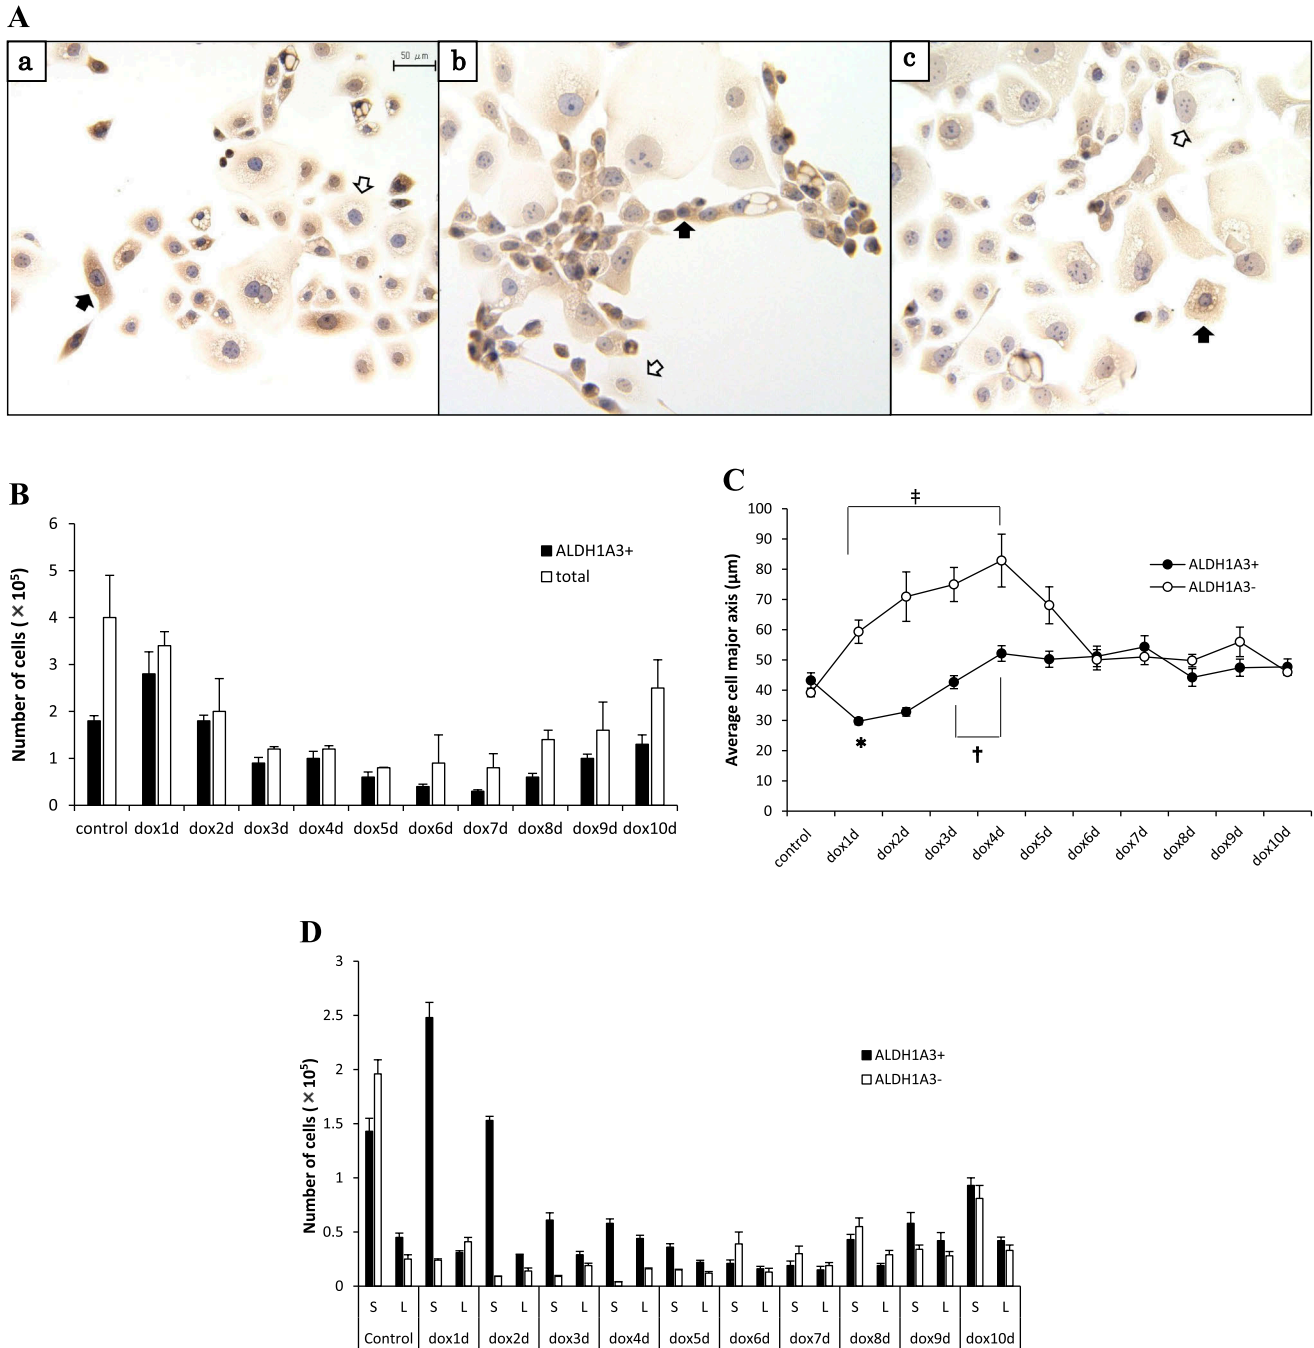 A
a
50 μm
b
c
B
Number of cells (×10⁵)
6
5
4
3
2
1
0
ALDH1A3+
total
control dox1d dox2d dox3d dox4d dox5d dox6d dox7d dox8d dox9d dox10d
C
Average cell major axis (μm)
100
90
80
70
60
50
40
30
20
10
0
‡
ALDH1A3+
ALDH1A3-
*
†
control dox1d dox2d dox3d dox4d dox5d dox6d dox7d dox8d dox9d dox10d
D
Number of cells (×10⁵)
3
2.5
2
1.5
1
0.5
0
ALDH1A3+
ALDH1A3-
S L S L S L S L S L S L S L S L S L S L S L
Control dox1d dox2d dox3d dox4d dox5d dox6d dox7d dox8d dox9d dox10d